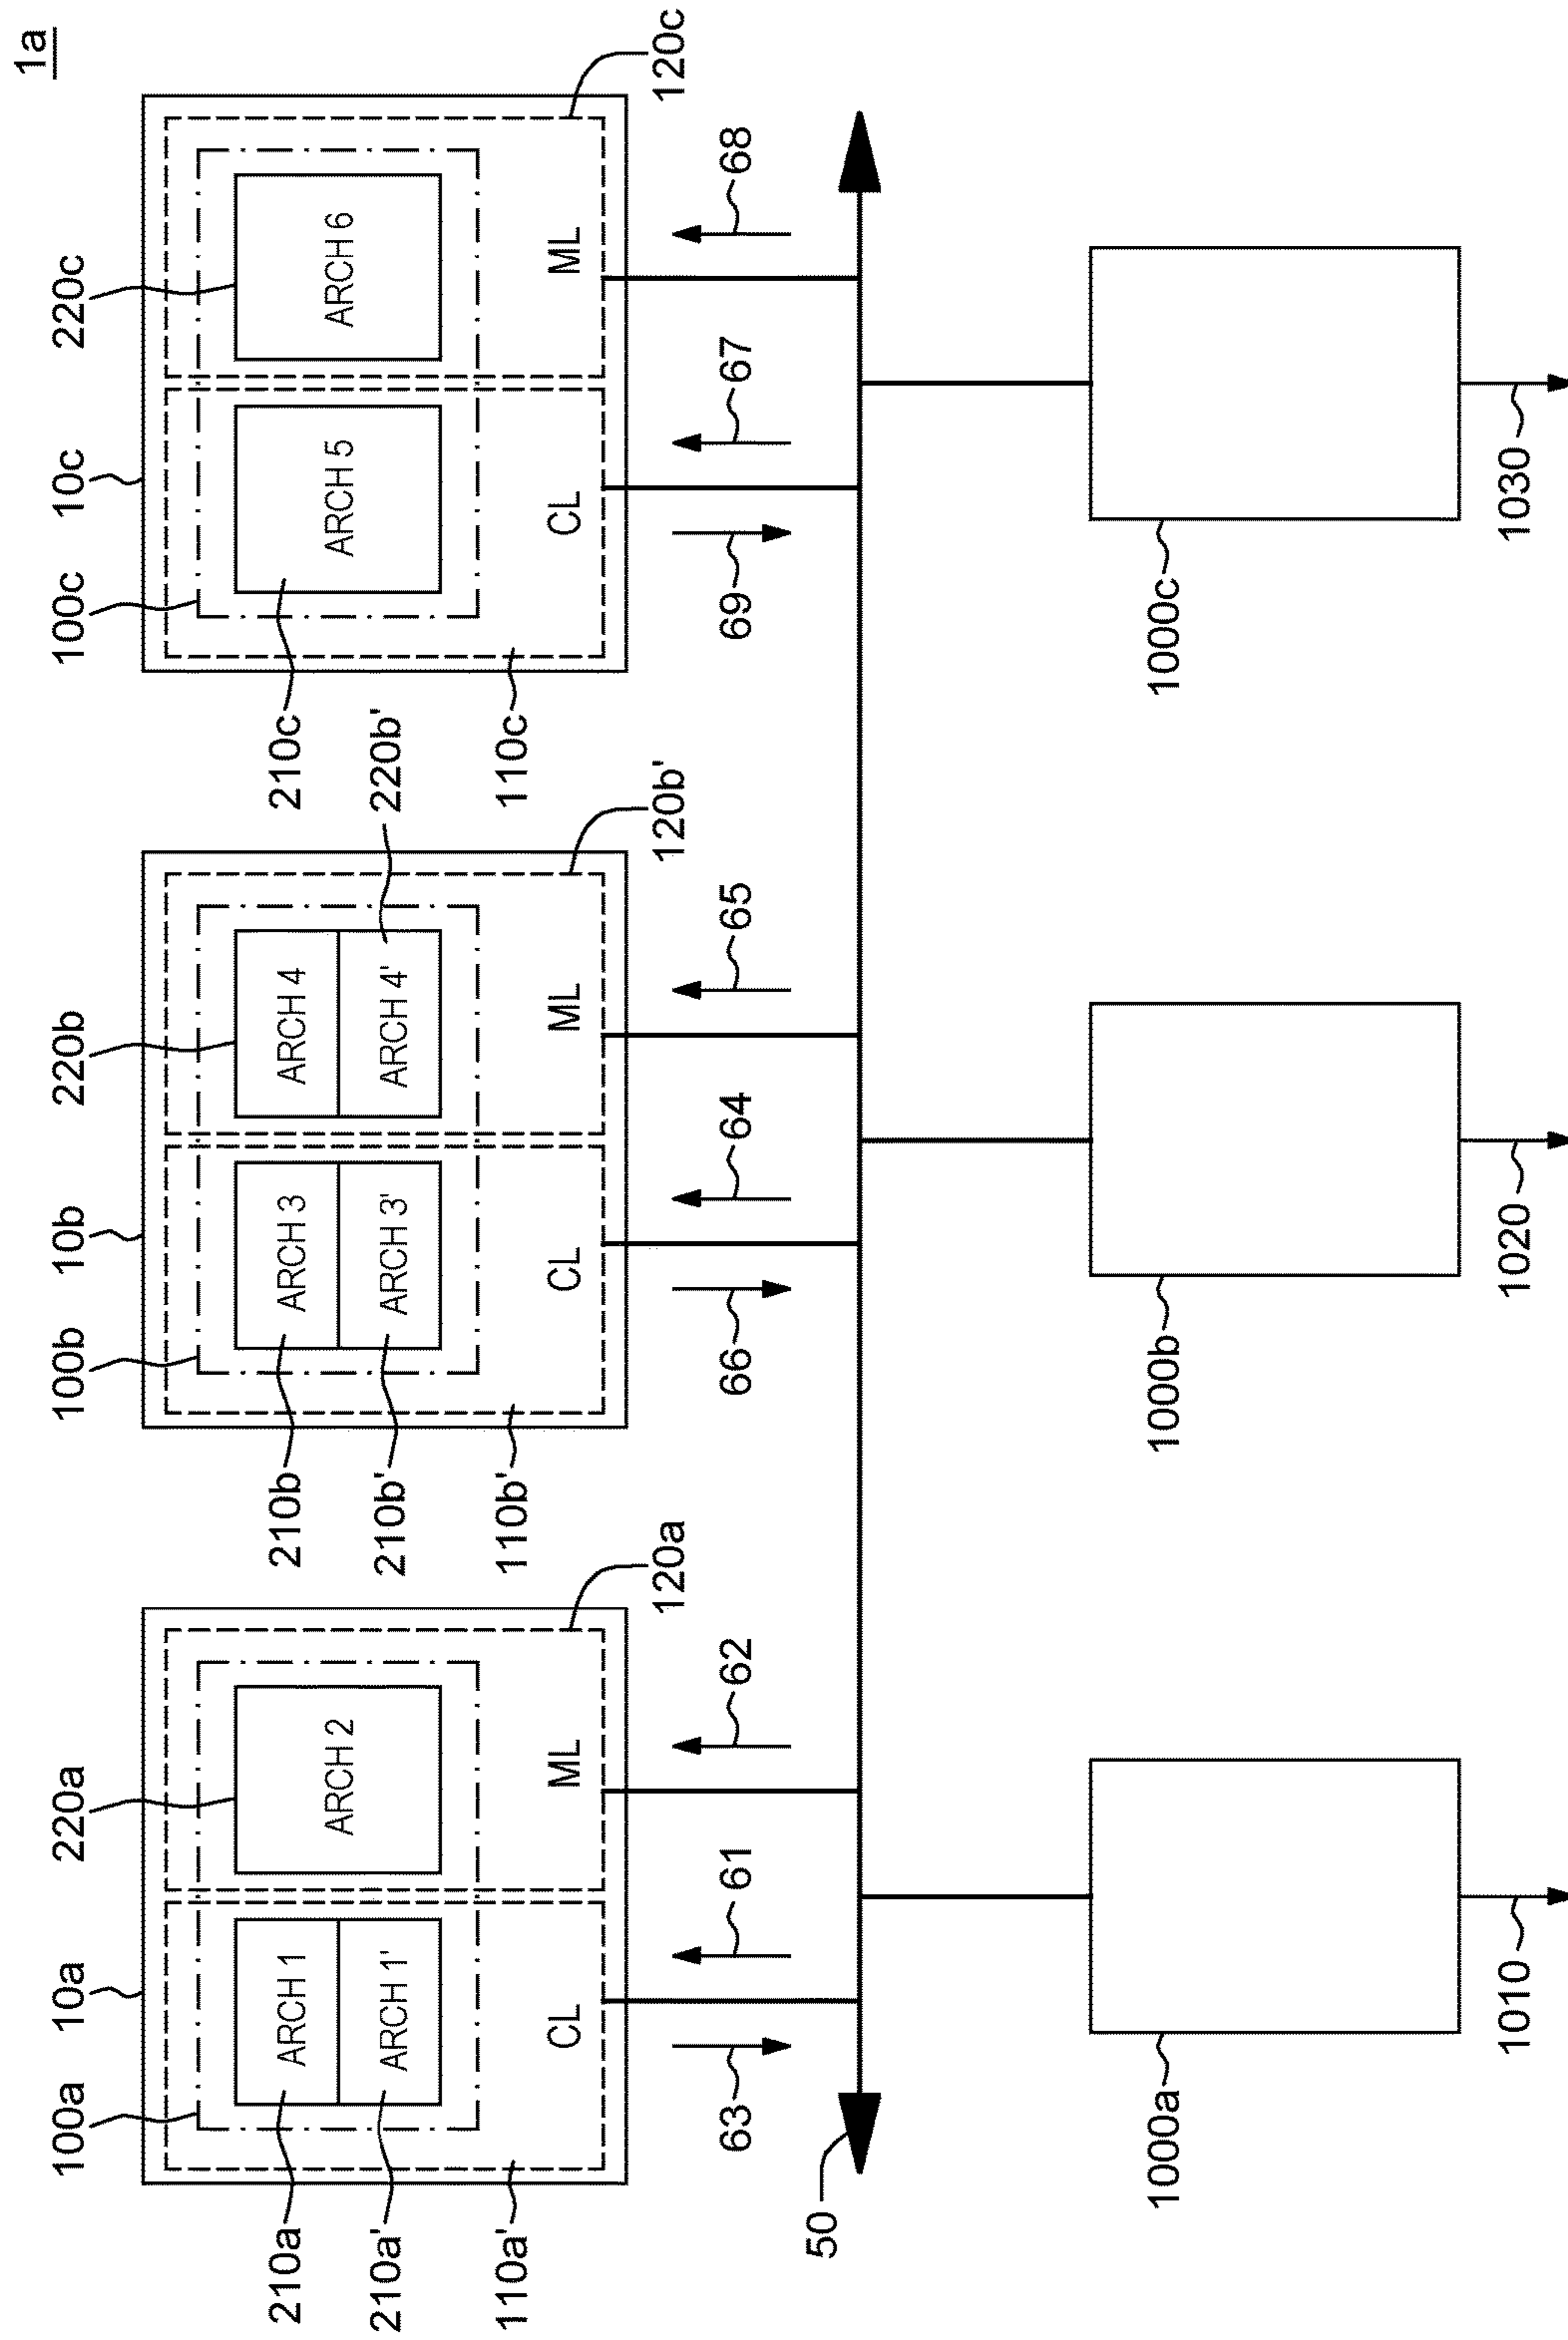 1a
100a
10a
220a
100b
10b
220b
100c
10c
220c
ARCH 1
ARCH 1'
ARCH 2
CL
ML
ARCH 3
ARCH 3'
ARCH 4
ARCH 4'
CL
ML
ARCH 5
ARCH 6
CL
ML
210a
210a'
110a'
120a
210b
210b'
110b'
220b'
120b'
210c
110c
120c
63
61
62
66
64
65
69
67
68
50
1000a
1000b
1000c
1010
1020
1030